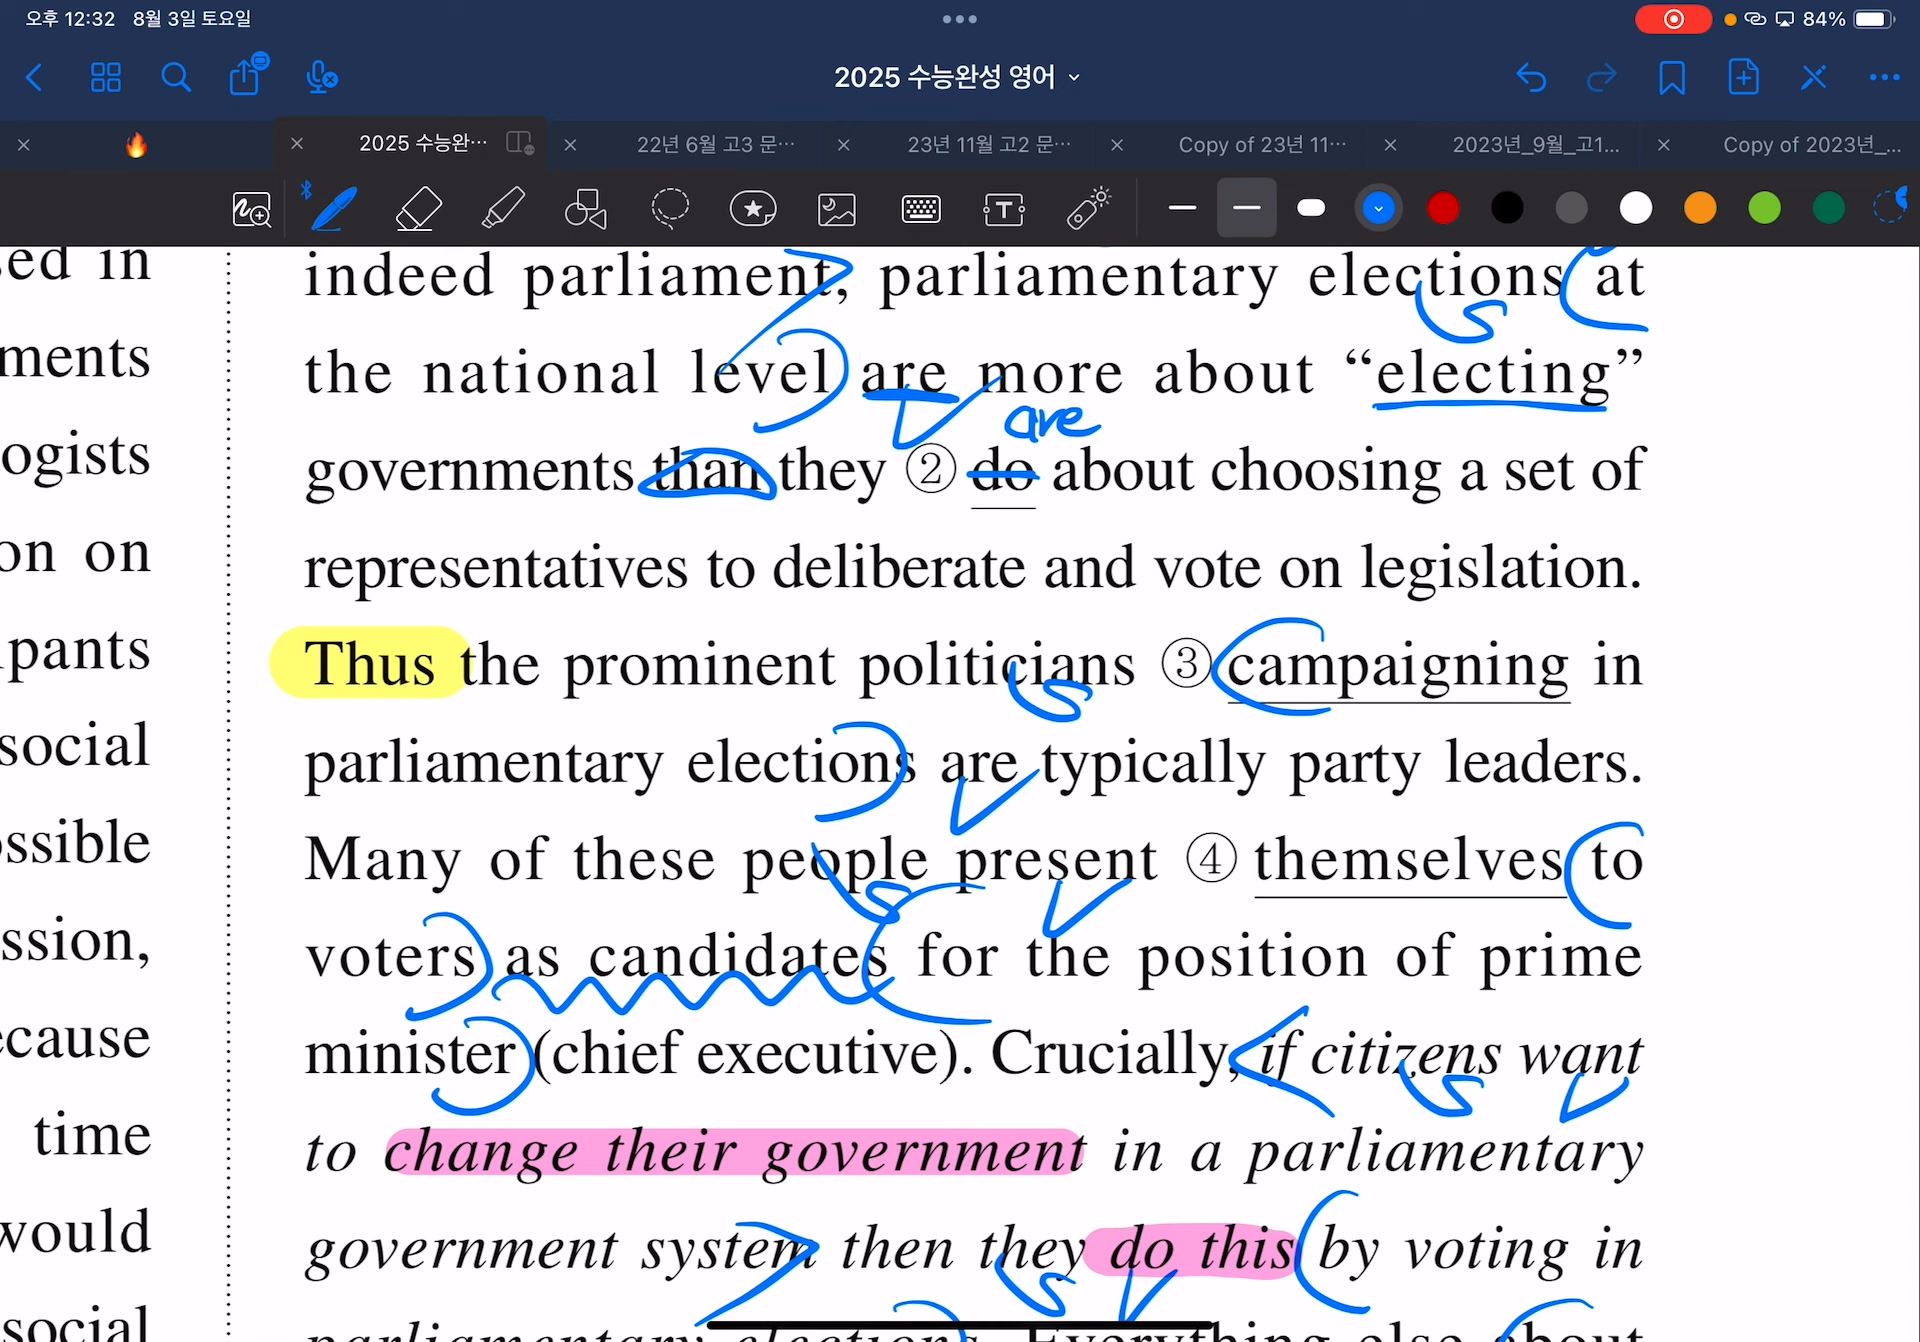 오후 12:32 8월 3일 토요일
84%
2025 수능완성 영어
2025 수능완···
22년 6월 고3 문···
23년 11월 고2 문···
Copy of 23년 11···
2023년_9월_고1...
Copy of 2023년_...
ed in
ments
ogists
on on
pants
social
ossible
ssion,
ecause
time
would
social
indeed parliament, parliamentary elections at
the national level are more about “electing”
are
governments than they ② do about choosing a set of
representatives to deliberate and vote on legislation.
Thus the prominent politicians ③ campaigning in
parliamentary elections are typically party leaders.
Many of these people present ④ themselves to
voters as candidates for the position of prime
minister (chief executive). Crucially, if citizens want
to change their government in a parliamentary
government system then they do this by voting in
parliamentary elections. Everything else about